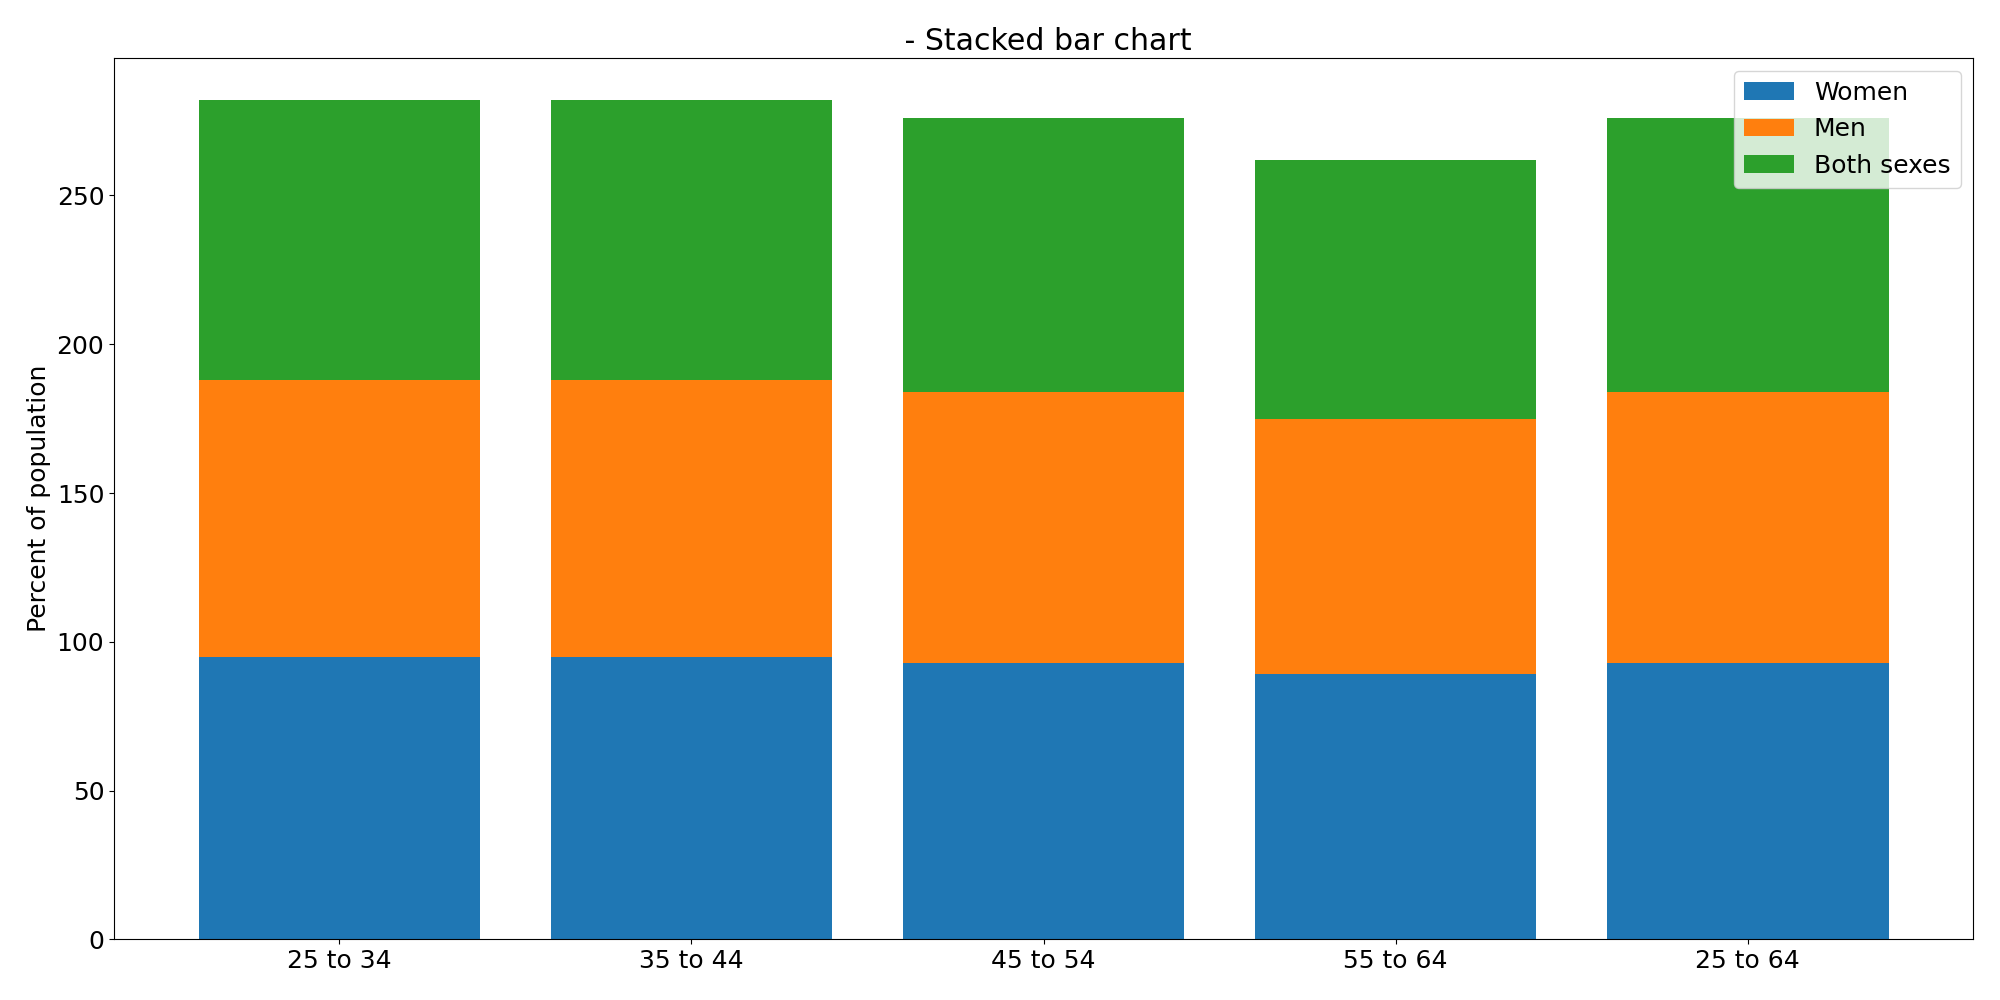 - Stacked bar chart
Women
Men
Both sexes
Percent of population
250
200
150
100
50
0
25 to 34
35 to 44
45 to 54
55 to 64
25 to 64